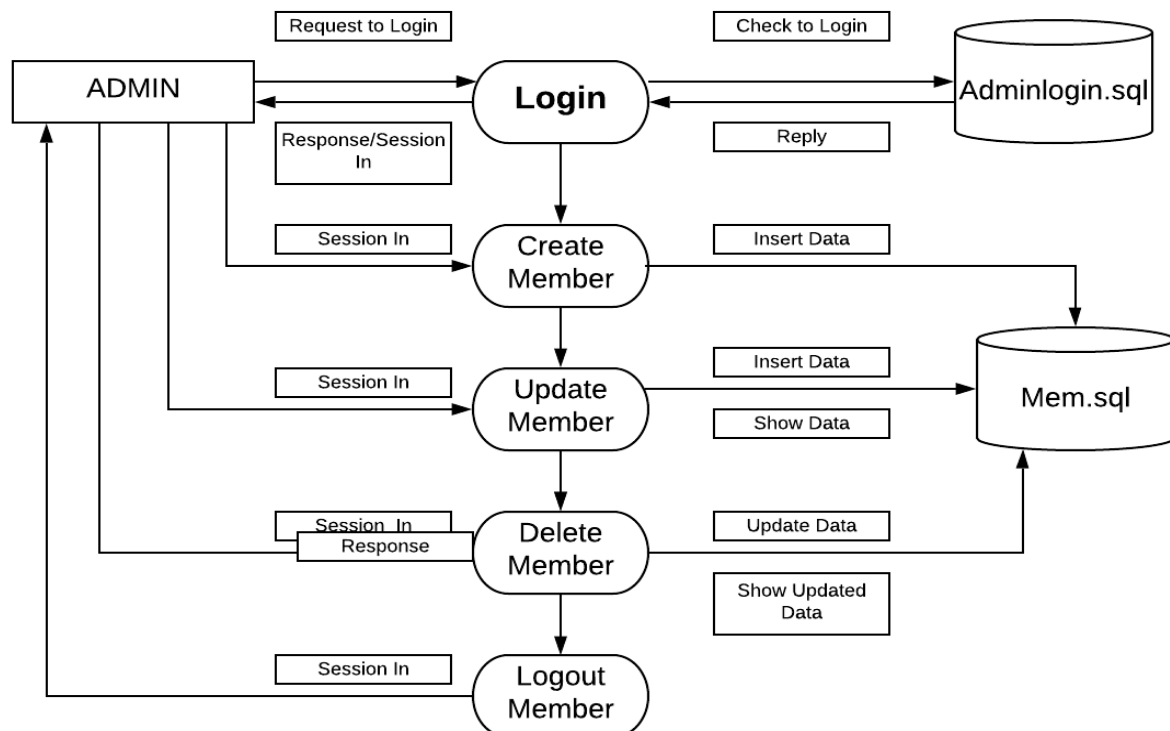 Request to Login
Check to Login
ADMIN
Login
Adminlogin.sql
Response/Session
In
Reply
Session In
Create
Member
Insert Data
Session In
Update
Member
Insert Data
Show Data
Mem.sql
Session In
Response
Delete
Member
Update Data
Show Updated
Data
Session In
Logout
Member